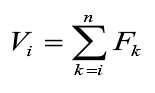 $V_i = \sum_{k=i}^{n} F_k$